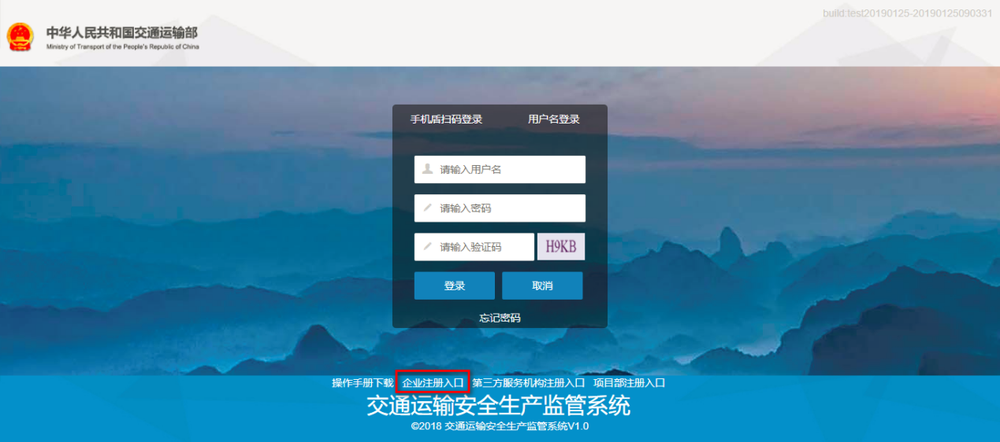 build:test20190125-20190125090331
中华人民共和国交通运输部
Ministry of Transport of the People's Republic of China
手机盾扫码登录 用户名登录
请输入用户名
请输入密码
请输入验证码 H9KB
登录 取消
忘记密码
操作手册下载 企业注册入口 第三方服务机构注册入口 项目部注册入口
交通运输安全生产监管系统
©2018 交通运输安全生产监管系统V1.0